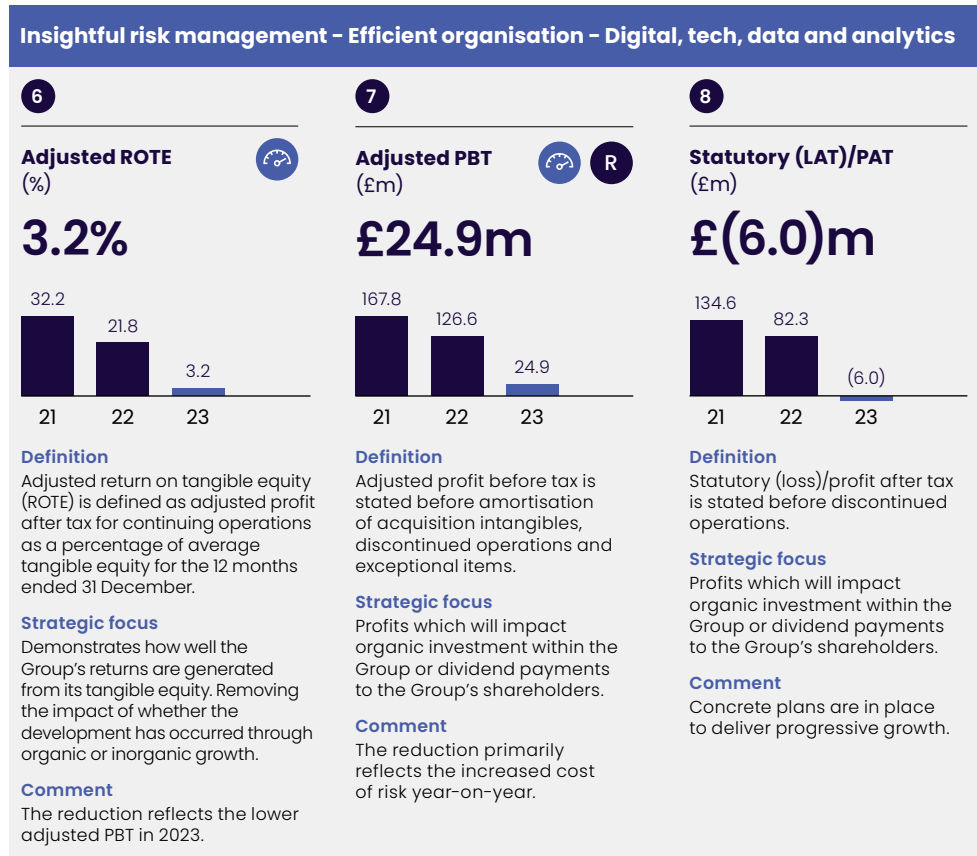 Insightful risk management – Efficient organisation – Digital, tech, data and analytics
6
Adjusted ROTE
(%)
3.2%
32.2
21.8
3.2
21
22
23
Definition
Adjusted return on tangible equity
(ROTE) is defined as adjusted profit
after tax for continuing operations
as a percentage of average
tangible equity for the 12 months
ended 31 December.
Strategic focus
Demonstrates how well the
Group’s returns are generated
from its tangible equity. Removing
the impact of whether the
development has occurred through
organic or inorganic growth.
Comment
The reduction reflects the lower
adjusted PBT in 2023.
7
Adjusted PBT
(£m)
R
£24.9m
167.8
126.6
24.9
21
22
23
Definition
Adjusted profit before tax is
stated before amortisation
of acquisition intangibles,
discontinued operations and
exceptional items.
Strategic focus
Profits which will impact
organic investment within the
Group or dividend payments
to the Group’s shareholders.
Comment
The reduction primarily
reflects the increased cost
of risk year-on-year.
8
Statutory (LAT)/PAT
(£m)
£(6.0)m
134.6
82.3
(6.0)
21
22
23
Definition
Statutory (loss)/profit after tax
is stated before discontinued
operations.
Strategic focus
Profits which will impact
organic investment within the
Group or dividend payments
to the Group’s shareholders.
Comment
Concrete plans are in place
to deliver progressive growth.